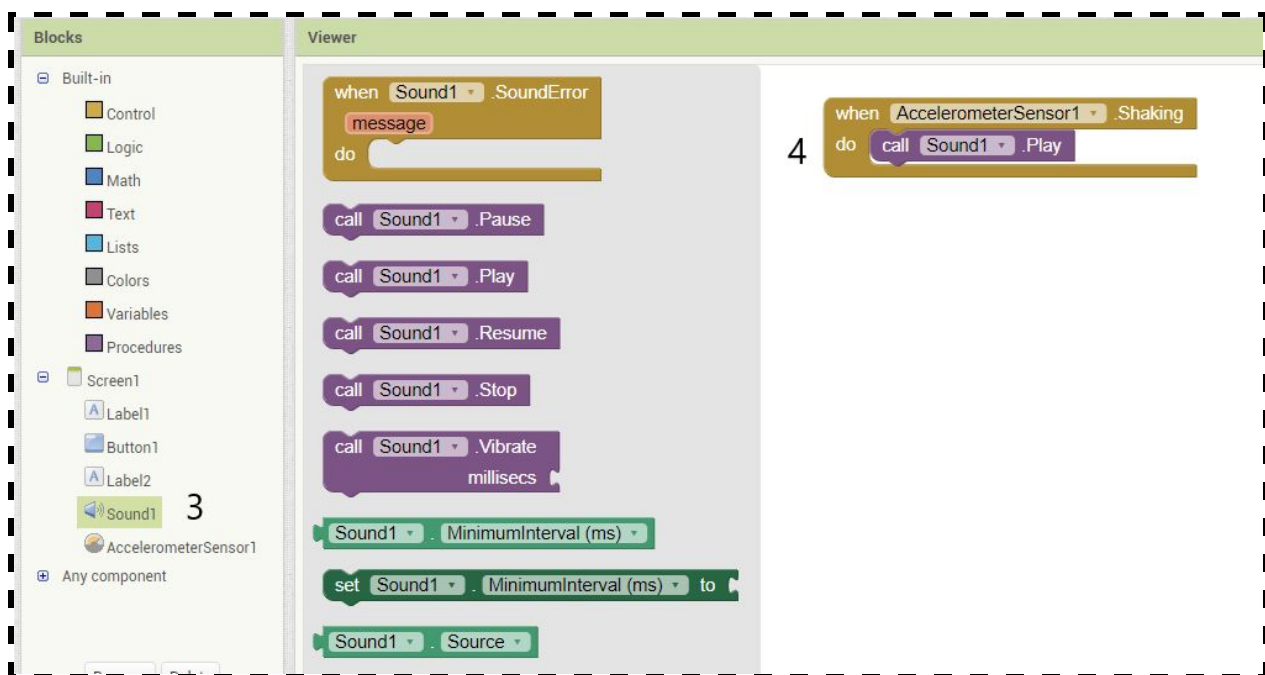 Blocks
Viewer
Built-in
Control
Logic
Math
Text
Lists
Colors
Variables
Procedures
Screen1
Label1
Button1
Label2
Sound1
3
AccelerometerSensor1
Any component
when Sound1 .SoundError
message
do
call Sound1 .Pause
call Sound1 .Play
call Sound1 .Resume
call Sound1 .Stop
call Sound1 .Vibrate
millisecs
Sound1 . MinimumInterval (ms)
set Sound1 . MinimumInterval (ms) to
Sound1 . Source
4
when AccelerometerSensor1 .Shaking
do call Sound1 .Play